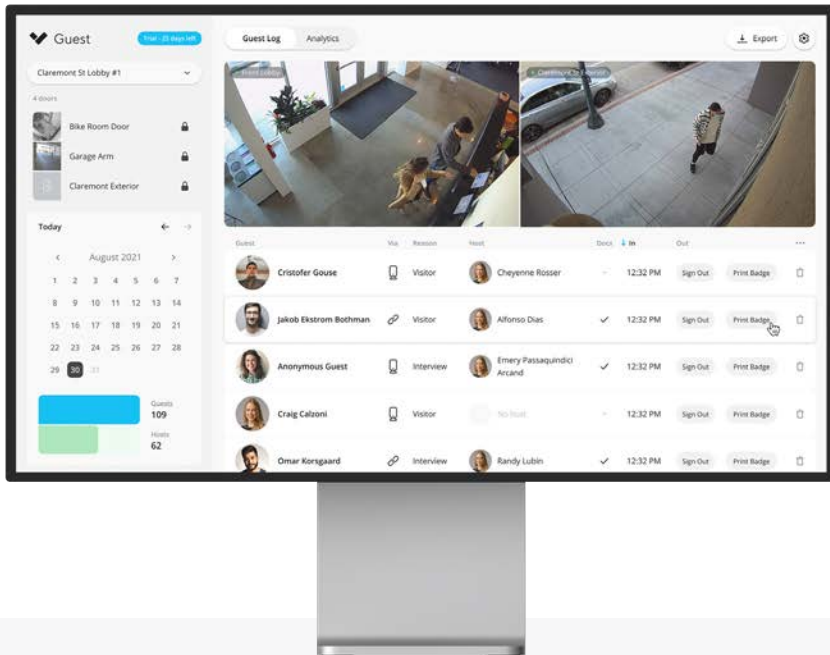 Guest
Trial - 25 days left
Guest Log
Analytics
Export
Claremont St Lobby #1
4 doors
Bike Room Door
Garage Arm
Claremont Exterior
Front Lobby
Claremont St Exterior
Today
August 2021
1 2 3 4 5 6 7
8 9 10 11 12 13 14
15 16 17 18 19 20 21
22 23 24 25 26 27 28
29 30 31
Guests
109
Hosts
62
Guest Via Reason Host Docs In Out
Cristofer Gouse Visitor Cheyenne Rosser - 12:32 PM Sign Out Print Badge
Jakob Ekstrom Bothman Visitor Alfonso Dias 12:32 PM Sign Out Print Badge
Anonymous Guest Interview Emery Passaquindici Arcand 12:32 PM Sign Out Print Badge
Craig Calzoni Visitor No host - 12:32 PM Sign Out Print Badge
Omar Korsgaard Interview Randy Lubin 12:32 PM Sign Out Print Badge